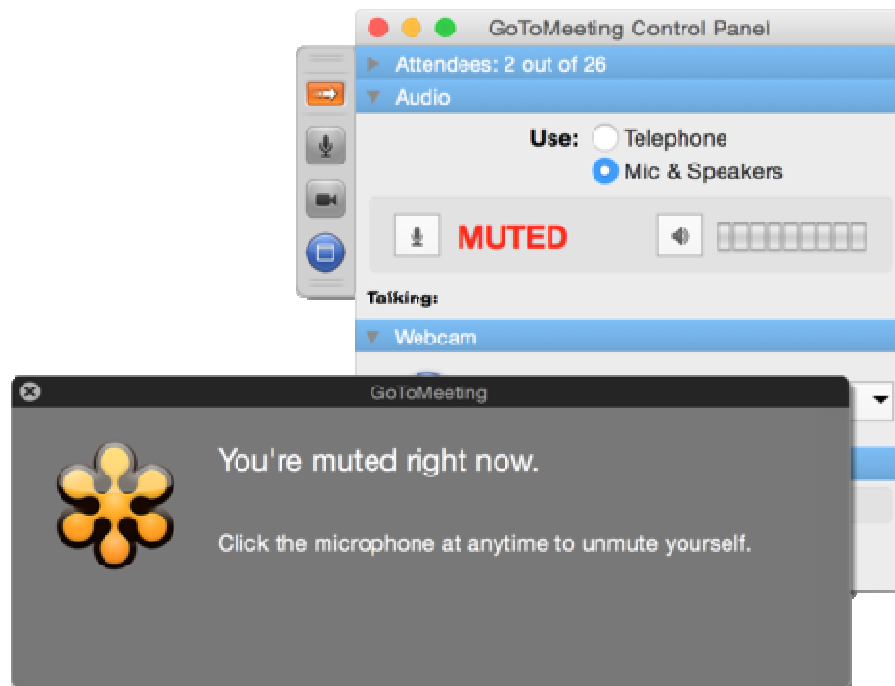 GoToMeeting Control Panel
Attendees: 2 out of 26
Audio
Use: Telephone
Mic & Speakers
MUTED
Talking:
Webcam
GoToMeeting
You're muted right now.
Click the microphone at anytime to unmute yourself.